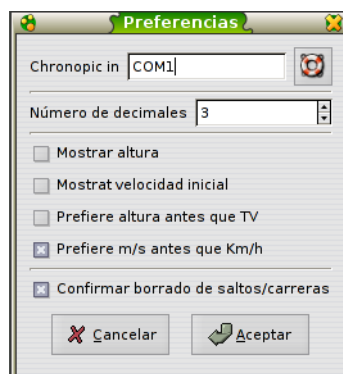 Preferencias
Chronopic in COM1
Número de decimales 3
Mostrar altura
Mostrat velocidad inicial
Prefiere altura antes que TV
Prefiere m/s antes que Km/h
Confirmar borrado de saltos/carreras
Cancelar Aceptar